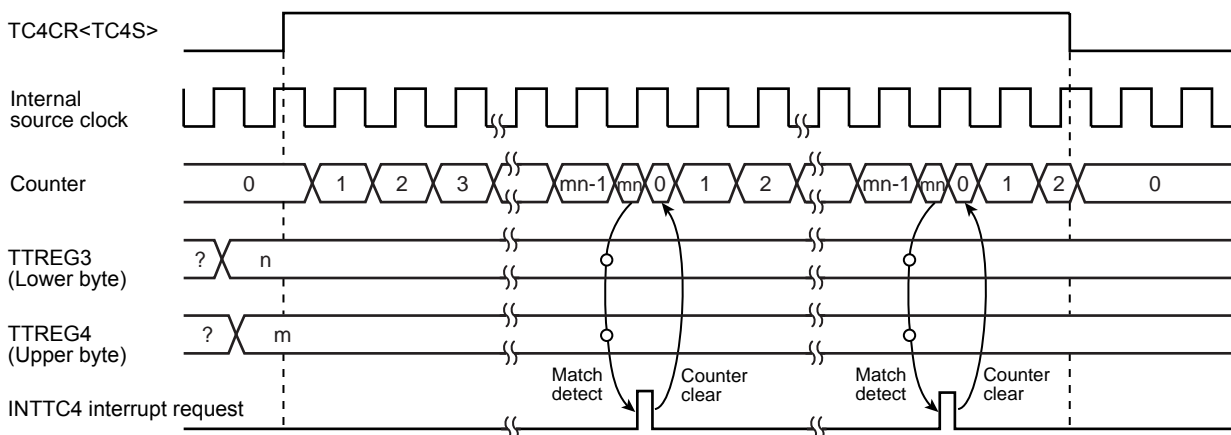 TC4CR<TC4S>
Internal
source clock
Counter
0 1 2 3 mn-1 mn 0 1 2 mn-1 mn 0 1 2 0
TTREG3
(Lower byte)
? n
TTREG4
(Upper byte)
? m
Match
detect
Counter
clear
Match
detect
Counter
clear
INTTC4 interrupt request